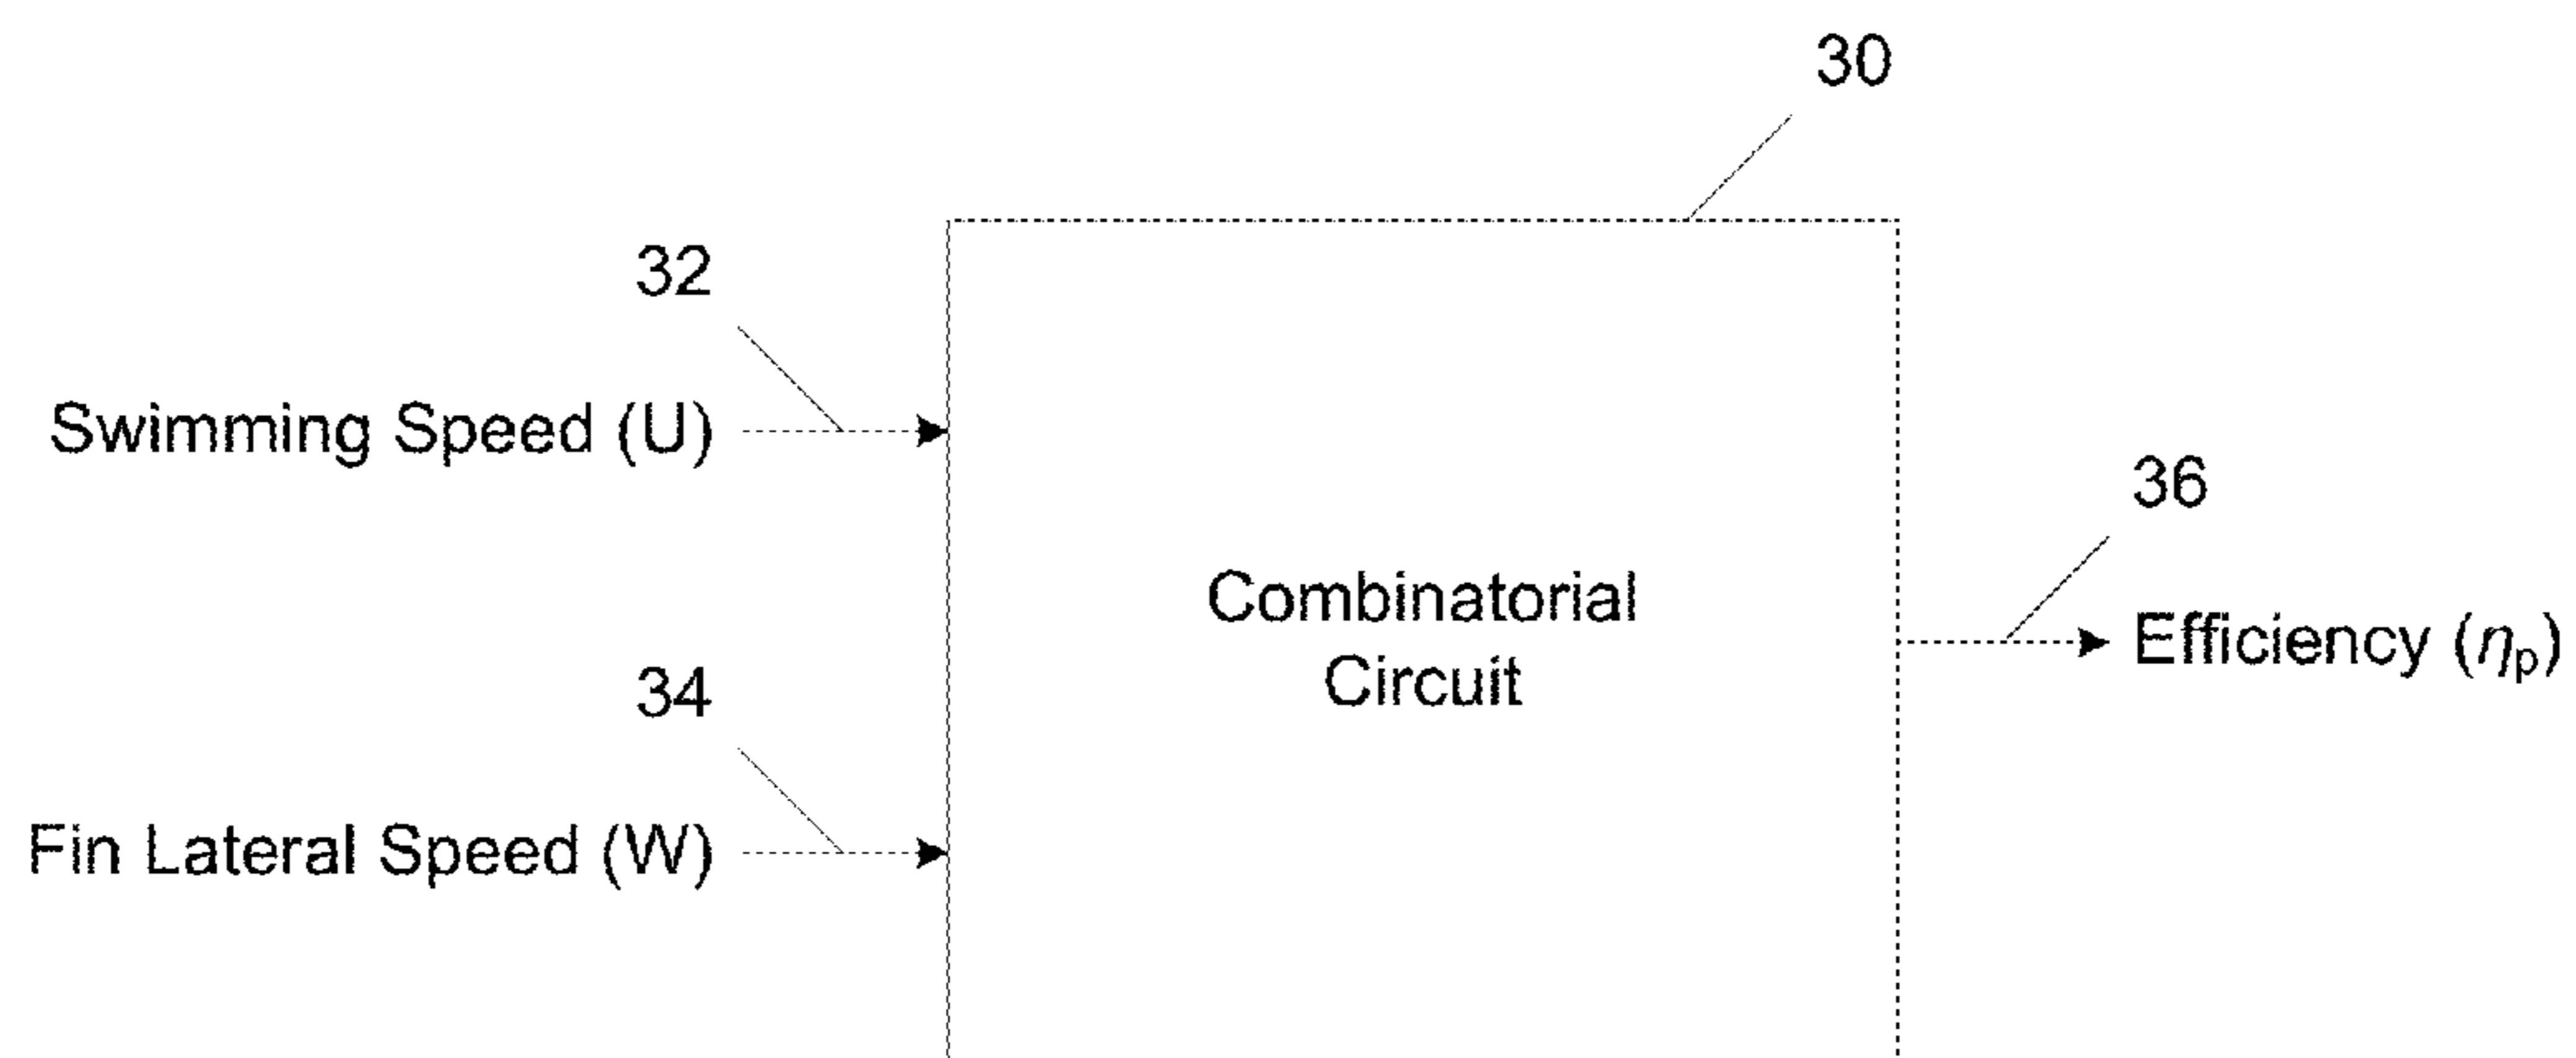 30
32
Swimming Speed (U)
36
Combinatorial
Circuit
Efficiency (ηp)
34
Fin Lateral Speed (W)